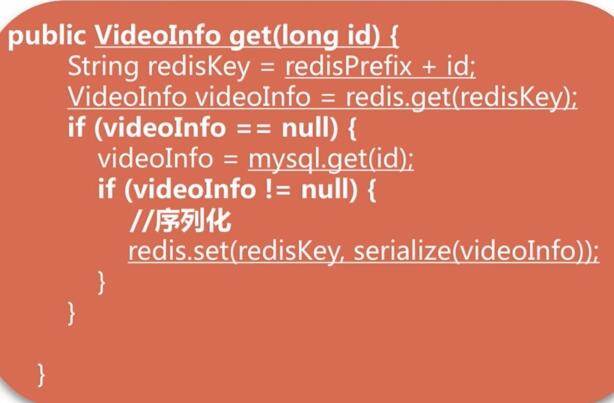 public VideoInfo get(long id) {
String redisKey = redisPrefix + id;
VideoInfo videoInfo = redis.get(redisKey);
if (videoInfo == null) {
videoInfo = mysql.get(id);
if (videoInfo != null) {
//序列化
redis.set(redisKey, serialize(videoInfo));
}
}
}